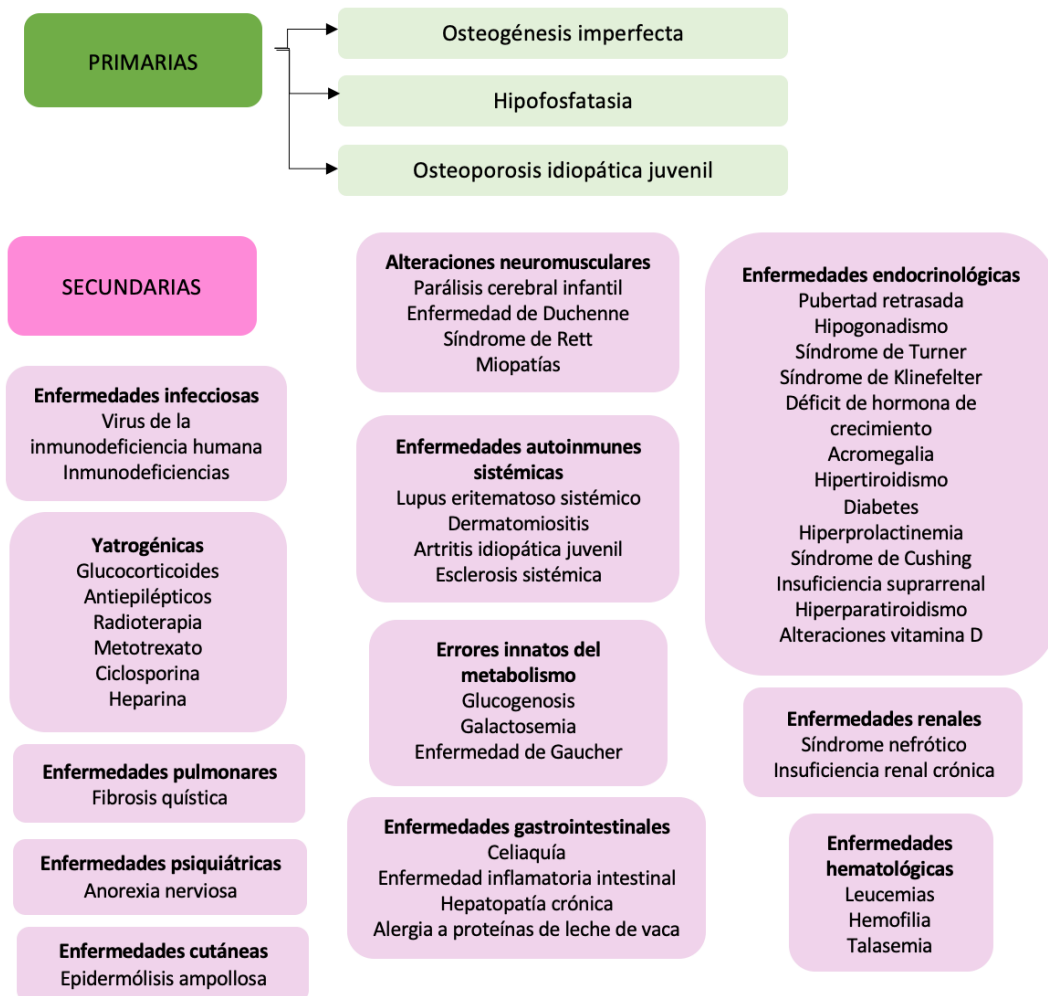 PRIMARIAS
Osteogénesis imperfecta
Hipofosfatasia
Osteoporosis idiopática juvenil
SECUNDARIAS
Enfermedades infecciosas
Virus de la
inmunodeficiencia humana
Inmunodeficiencias
Yatrogénicas
Glucocorticoides
Antiepilépticos
Radioterapia
Metotrexato
Ciclosporina
Heparina
Enfermedades pulmonares
Fibrosis quística
Enfermedades psiquiátricas
Anorexia nerviosa
Enfermedades cutáneas
Epidermólisis ampollosa
Alteraciones neuromusculares
Parálisis cerebral infantil
Enfermedad de Duchenne
Síndrome de Rett
Miopatías
Enfermedades autoinmunes
sistémicas
Lupus eritematoso sistémico
Dermatomiositis
Artritis idiopática juvenil
Esclerosis sistémica
Errores innatos del
metabolismo
Glucogenosis
Galactosemia
Enfermedad de Gaucher
Enfermedades gastrointestinales
Celiaquía
Enfermedad inflamatoria intestinal
Hepatopatía crónica
Alergia a proteínas de leche de vaca
Enfermedades endocrinológicas
Pubertad retrasada
Hipogonadismo
Síndrome de Turner
Síndrome de Klinefelter
Déficit de hormona de
crecimiento
Acromegalia
Hipertiroidismo
Diabetes
Hiperprolactinemia
Síndrome de Cushing
Insuficiencia suprarrenal
Hiperparatiroidismo
Alteraciones vitamina D
Enfermedades renales
Síndrome nefrótico
Insuficiencia renal crónica
Enfermedades
hematológicas
Leucemias
Hemofilia
Talasemia